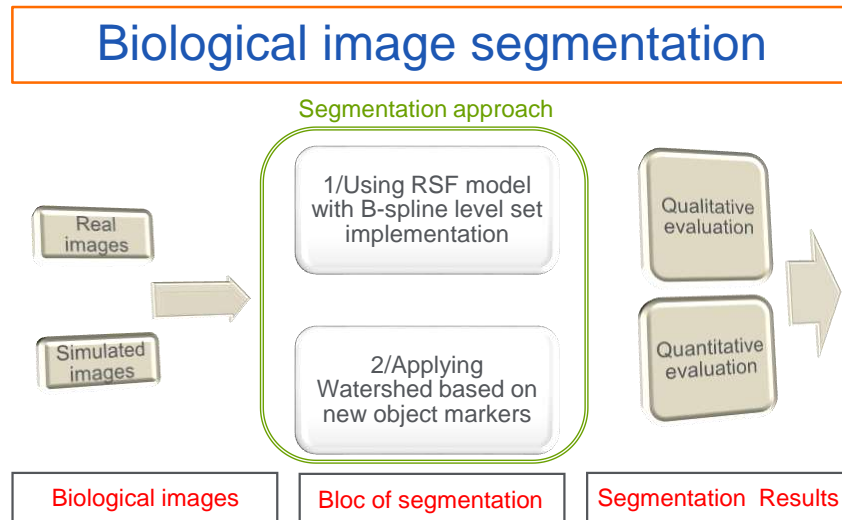 Biological image segmentation
Segmentation approach
Real
images
Simulated
images
1/Using RSF model
with B-spline level set
implementation
2/Applying
Watershed based on
new object markers
Qualitative
evaluation
Quantitative
evaluation
Biological images
Bloc of segmentation
Segmentation Results